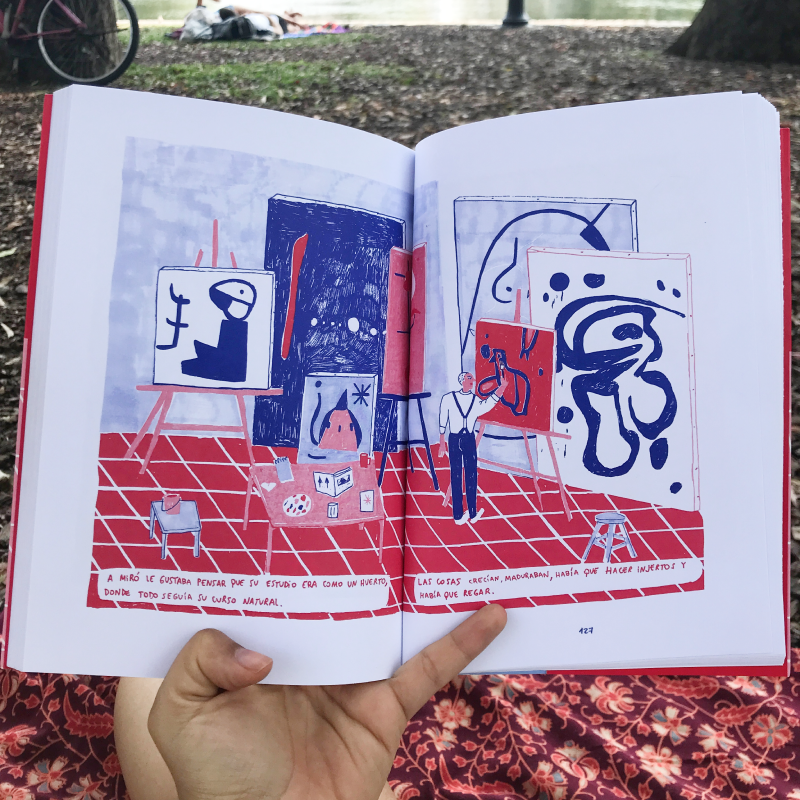 A MIRÓ LE GUSTABA PENSAR QUE SU ESTUDIO ERA COMO UN HUERTO,
DONDE TODO SEGUÍA SU CURSO NATURAL.
LAS COSAS CRECÍAN, MADURABAN, HABÍA QUE HACER INJERTOS Y
HABÍA QUE REGAR.
127